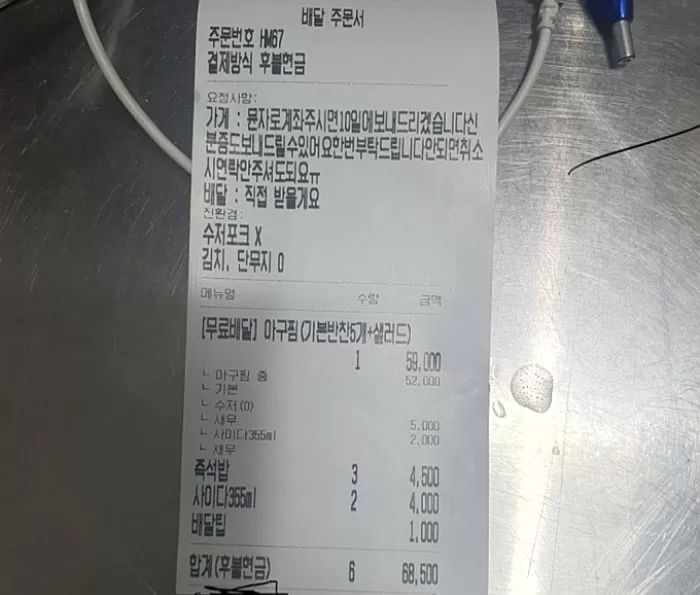 배달 주문서
주문번호 HM67
결제방식 후불현금
요청사항:
가게 : 문자로계좌주시면10일에보내드리겠습니다신
분증도보내드릴수있어요한번부탁드립니다안되면취소
시연락안주셔도되요ㅠ
배달 : 직접 받을게요
친환경:
수저포크 X
김치, 단무지 O
메뉴명 수량 금액
[무료배달] 아구찜(기본반찬5개+샐러드)
1 59,000
ㄴ 아구찜 중 52,000
ㄴ 기본
ㄴ 수저(O)
ㄴ 새우 5,000
ㄴ 사이다355ml 2,000
ㄴ 새우
즉석밥 3 4,500
사이다355ml 2 4,000
배달팁 1,000
합계(후불현금) 6 68,500